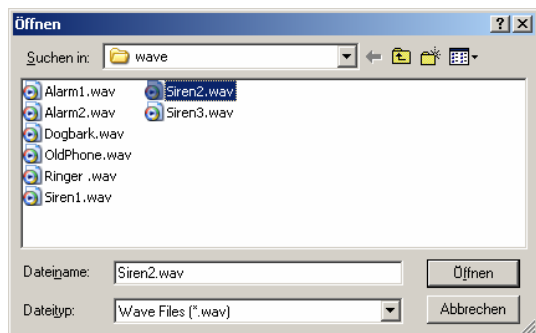 Öffnen
Suchen in: wave
Alarm1.wav Siren2.wav
Alarm2.wav Siren3.wav
Dogbark.wav
OldPhone.wav
Ringer .wav
Siren1.wav
Dateiname: Siren2.wav Öffnen
Dateityp: Wave Files (*.wav) Abbrechen